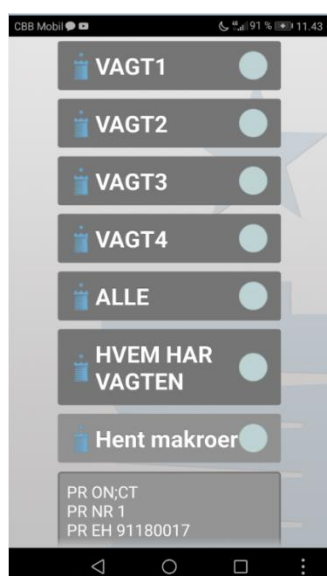 CBB Mobil 91 % 11.43
VAGT1
VAGT2
VAGT3
VAGT4
ALLE
HVEM HAR
VAGTEN
Hent makroer
PR ON;CT
PR NR 1
PR EH 91180017